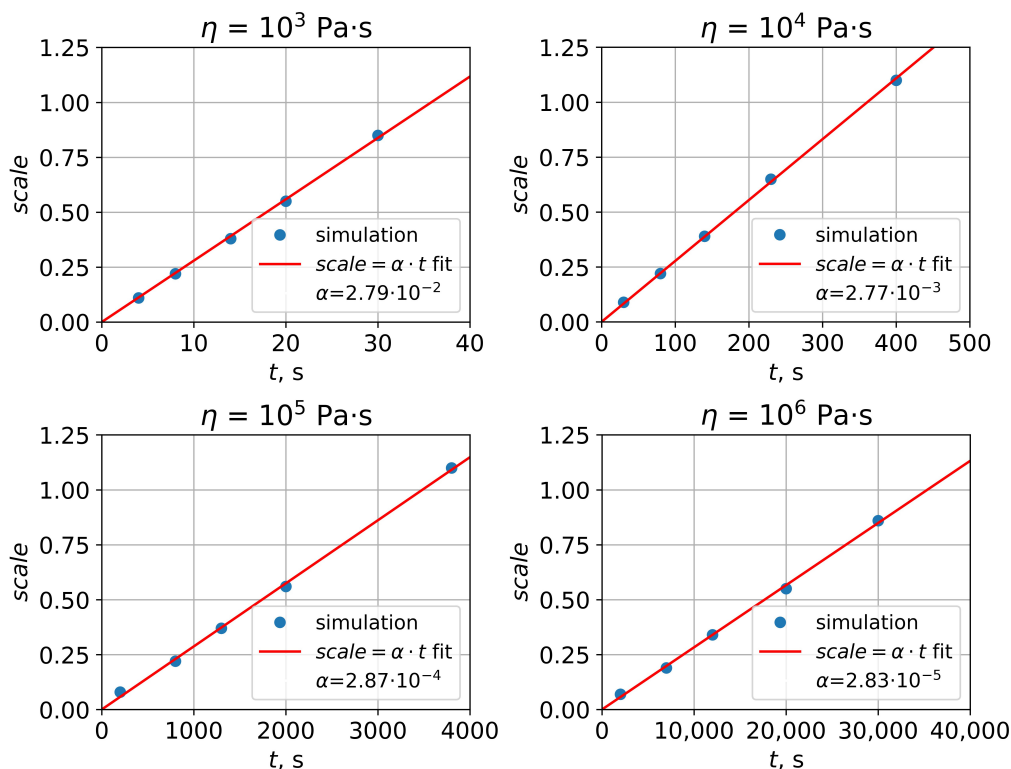 η = 10³ Pa·s
1.25
1.00
0.75
0.50
0.25
0.00
scale
simulation
scale = α · t fit
α=2.79·10⁻²
0 10 20 30 40
t, s
η = 10⁴ Pa·s
1.25
1.00
0.75
0.50
0.25
0.00
scale
simulation
scale = α · t fit
α=2.77·10⁻³
0 100 200 300 400 500
t, s
η = 10⁵ Pa·s
1.25
1.00
0.75
0.50
0.25
0.00
scale
simulation
scale = α · t fit
α=2.87·10⁻⁴
0 1000 2000 3000 4000
t, s
η = 10⁶ Pa·s
1.25
1.00
0.75
0.50
0.25
0.00
scale
simulation
scale = α · t fit
α=2.83·10⁻⁵
0 10,000 20,000 30,000 40,000
t, s